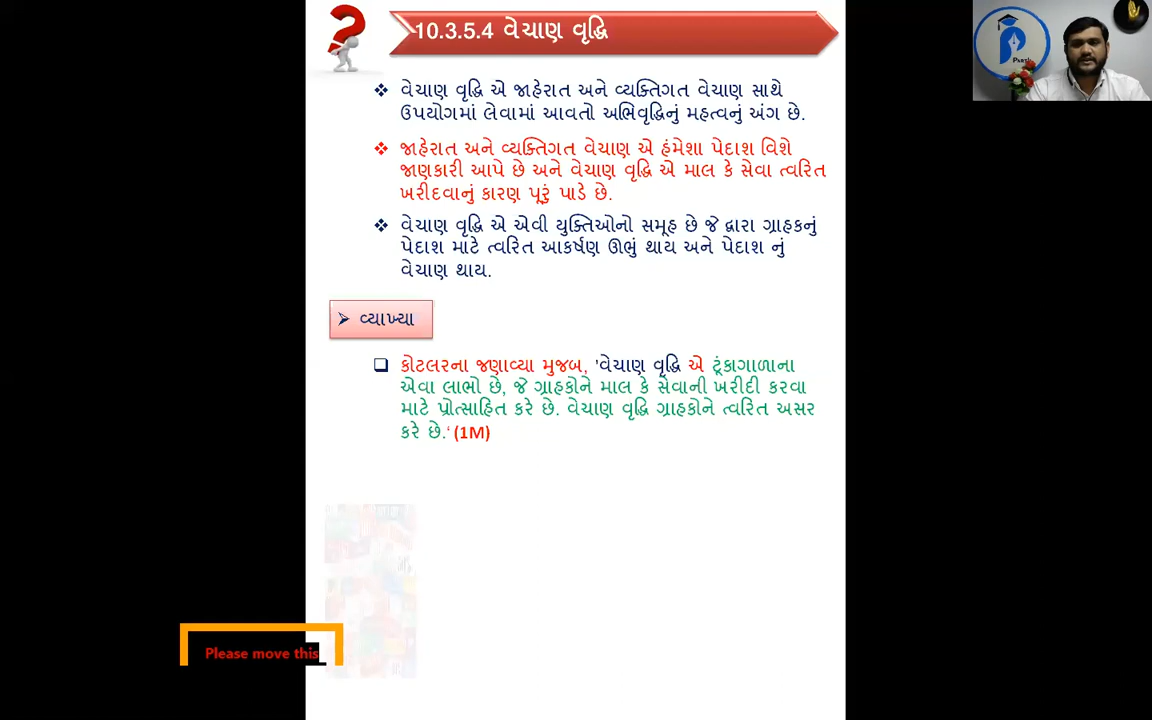 10.3.5.4 વેચાણ વૃદ્ધિ
❖ વેચાણ વૃદ્ધિ એ જાહેરાત અને વ્યક્તિગત વેચાણ સાથે
ઉપયોગમાં લેવામાં આવતો અભિવૃદ્ધિનું મહત્વનું અંગ છે.
❖ જાહેરાત અને વ્યક્તિગત વેચાણ એ હંમેશા પેદાશ વિશે
જાણકારી આપે છે અને વેચાણ વૃદ્ધિ એ માલ કે સેવા ત્વરિત
ખરીદવાનું કારણ પૂરું પાડે છે.
❖ વેચાણ વૃદ્ધિ એ એવી યુક્તિઓનો સમૂહ છે જે દ્વારા ગ્રાહકનું
પેદાશ માટે ત્વરિત આકર્ષણ ઊભું થાય અને પેદાશ નું
વેચાણ થાય.
➢ વ્યાખ્યા
❑ કોટલરના જણાવ્યા મુજબ, 'વેચાણ વૃદ્ધિ એ ટૂંકાગાળાના
એવા લાભો છે, જે ગ્રાહકોને માલ કે સેવાની ખરીદી કરવા
માટે પ્રોત્સાહિત કરે છે. વેચાણ વૃદ્ધિ ગ્રાહકોને ત્વરિત અસર
કરે છે.' (1M)
Please move this